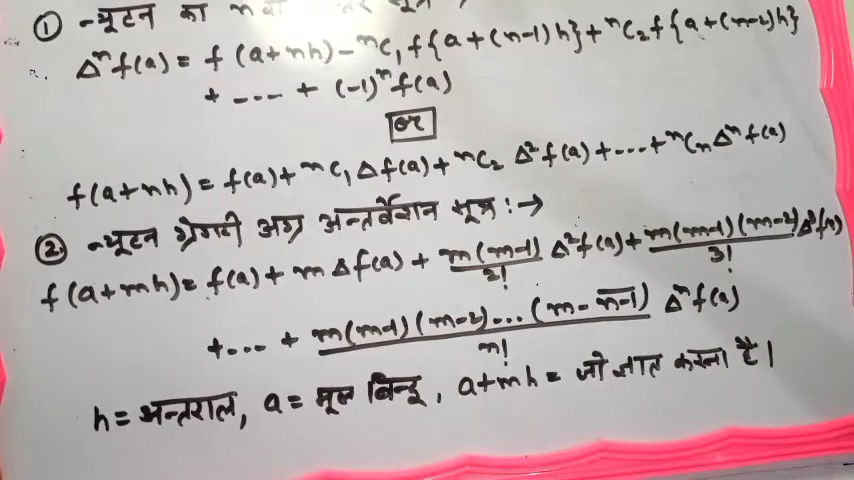 ① न्यूटन का n वां अन्तर सूत्र :
Δⁿf(a) = f(a+nh) - ⁿC₁ f{a+(n-1)h} + ⁿC₂ f{a+(n-2)h}
+ ---- + (-1)ⁿ f(a)
or
f(a+nh) = f(a) + ⁿC₁ Δf(a) + ⁿC₂ Δ²f(a) + ---- + ⁿCₙ Δⁿf(a)
② न्यूटन ग्रेगरी अग्र अन्तर्वेशन सूत्र :→
f(a+mh) = f(a) + m Δf(a) + m(m-1)/2! Δ²f(a) + m(m-1)(m-2)/3! Δ³f(a)
+ ... + m(m-1)(m-2)...(m-n̅-̅1̅)/n! Δⁿf(a)
h = अन्तराल, a = मूल बिन्दू, a+mh = जो ज्ञात करना है।